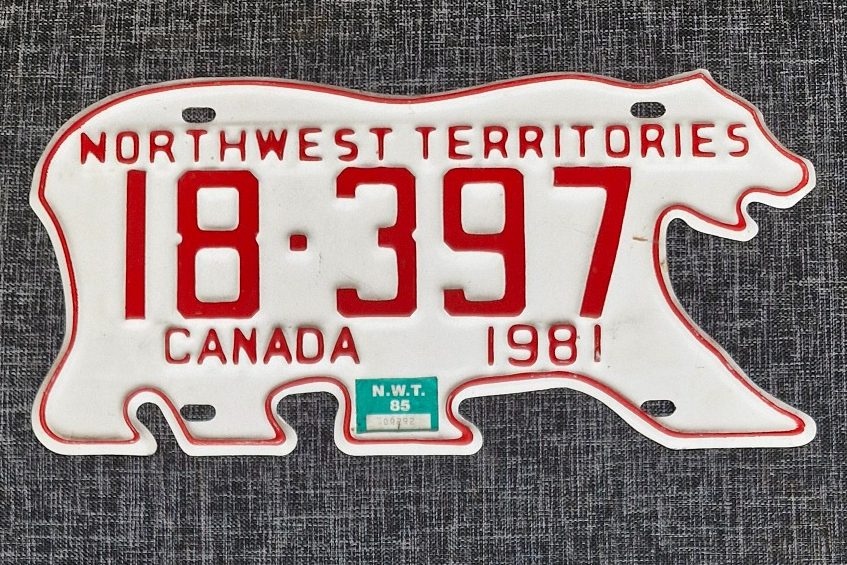 NORTHWEST TERRITORIES
18·397
CANADA 1981
N.W.T.
85